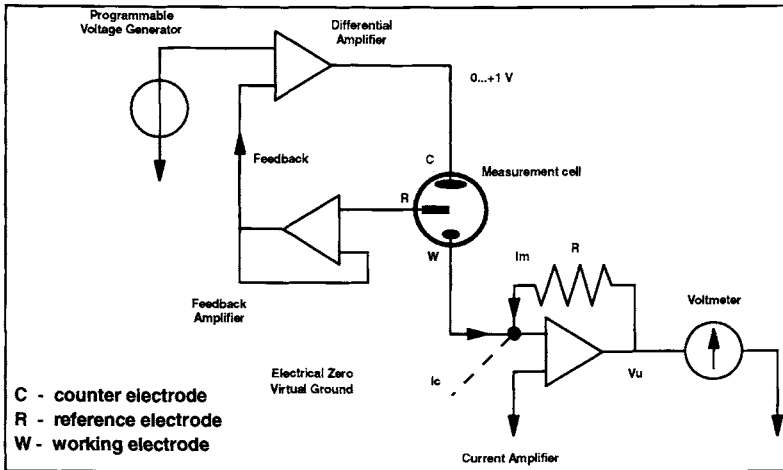 Programmable
Voltage Generator
Differential
Amplifier
0...+1 V
Feedback
C
Measurement cell
R
W
Im
R
Voltmeter
Feedback
Amplifier
Electrical Zero
Virtual Ground
Ic
Vu
Current Amplifier
C - counter electrode
R - reference electrode
W - working electrode